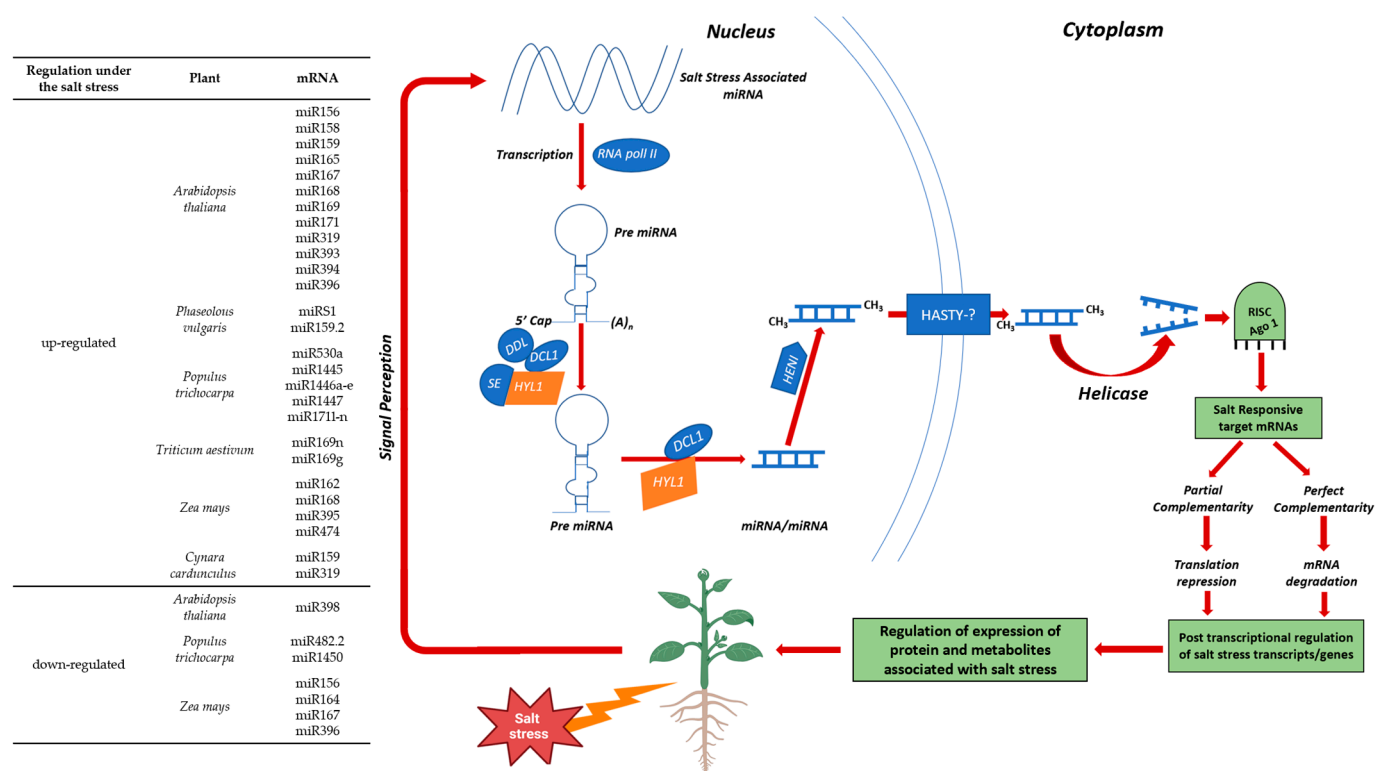 Regulation under
the salt stress
Plant
mRNA
up-regulated
Arabidopsis
thaliana
miR156
miR158
miR159
miR165
miR167
miR168
miR169
miR171
miR319
miR393
miR394
miR396
Phaseolous
vulgaris
miRS1
miR159.2
Populus
trichocarpa
miR530a
miR1445
miR1446a-e
miR1447
miR1711-n
Triticum aestivum
miR169n
miR169g
Zea mays
miR162
miR168
miR395
miR474
Cynara
cardunculus
miR159
miR319
down-regulated
Arabidopsis
thaliana
miR398
Populus
trichocarpa
miR482.2
miR1450
Zea mays
miR156
miR164
miR167
miR396
Signal Perception
Nucleus
Cytoplasm
Salt Stress Associated
miRNA
Transcription
RNA poll II
Pre miRNA
5' Cap
(A)n
DDL
DCL1
SE
HYL1
Pre miRNA
DCL1
HYL1
miRNA/miRNA
HENI
CH3
CH3
HASTY-?
CH3
CH3
Helicase
RISC
Ago 1
Salt Responsive
target mRNAs
Partial
Complementarity
Perfect
Complementarity
Translation
repression
mRNA
degradation
Post transcriptional regulation
of salt stress transcripts/genes
Regulation of expression of
protein and metabolites
associated with salt stress
Salt
stress